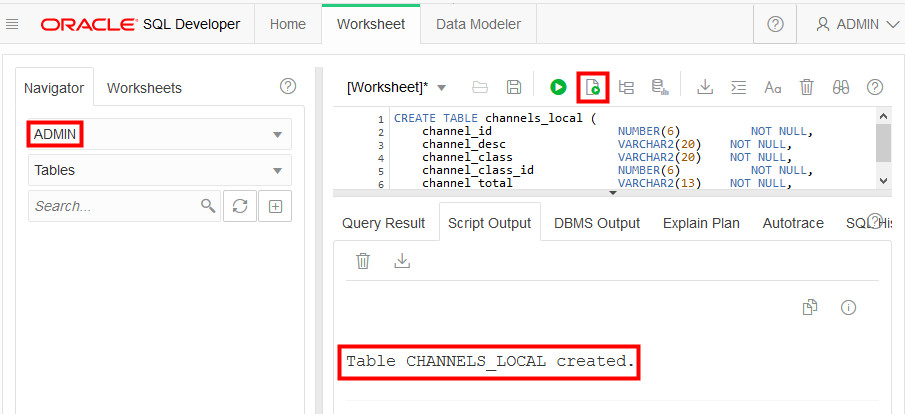 ORACLE SQL Developer Home Worksheet Data Modeler ? ADMIN
Navigator Worksheets ?
ADMIN
Tables
Search...
[Worksheet]* Aa ?
1 CREATE TABLE channels_local (
2 channel_id NUMBER(6) NOT NULL,
3 channel_desc VARCHAR2(20) NOT NULL,
4 channel_class VARCHAR2(20) NOT NULL,
5 channel_class_id NUMBER(6) NOT NULL,
6 channel_total VARCHAR2(13) NOT NULL,
Query Result Script Output DBMS Output Explain Plan Autotrace SQL His
Table CHANNELS_LOCAL created.